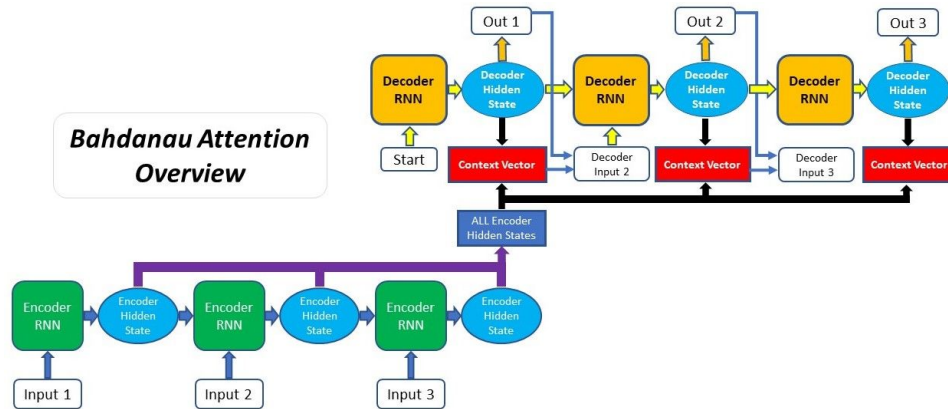 Out 1
Out 2
Out 3
Decoder
RNN
Decoder
Hidden
State
Decoder
RNN
Decoder
Hidden
State
Decoder
RNN
Decoder
Hidden
State
Bahdanau Attention
Overview
Start
Context Vector
Decoder
Input 2
Context Vector
Decoder
Input 3
Context Vector
ALL Encoder
Hidden States
Encoder
RNN
Encoder
Hidden
State
Encoder
RNN
Encoder
Hidden
State
Encoder
RNN
Encoder
Hidden
State
Input 1
Input 2
Input 3